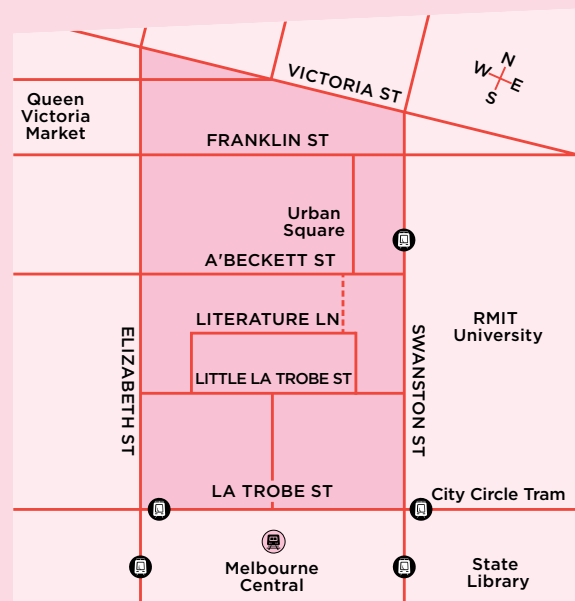 N
W
E
S
VICTORIA ST
Queen
Victoria
Market
FRANKLIN ST
Urban
Square
A'BECKETT ST
LITERATURE LN
RMIT
University
ELIZABETH ST
SWANSTON ST
LITTLE LA TROBE ST
LA TROBE ST
City Circle Tram
Melbourne
Central
State
Library